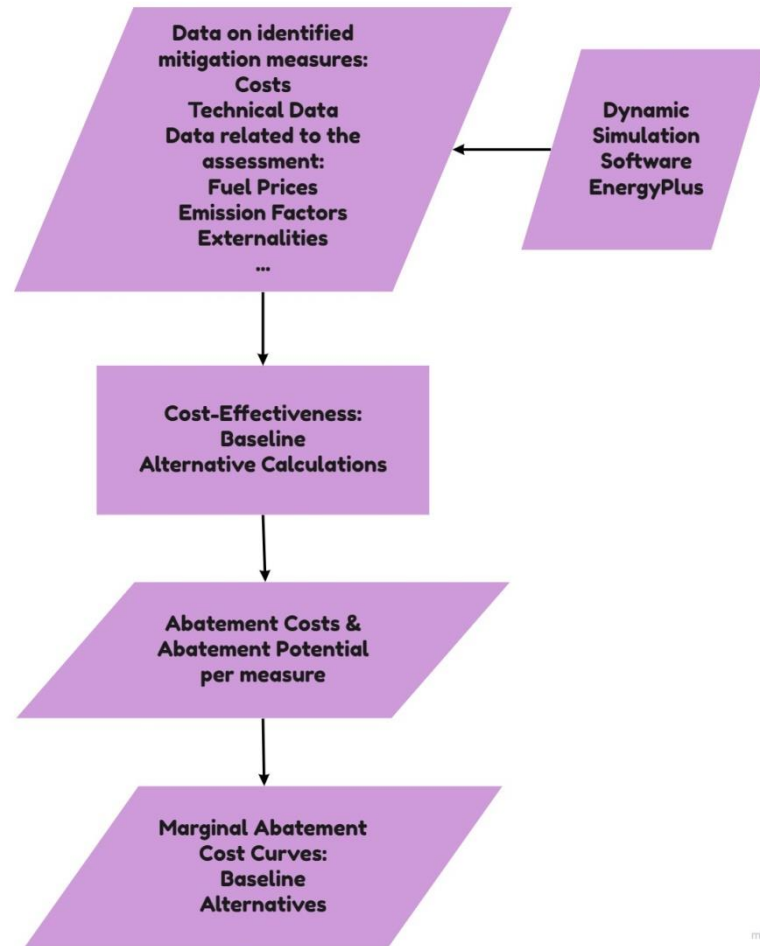 Data on identified
mitigation measures:
Costs
Technical Data
Data related to the
assessment:
Fuel Prices
Emission Factors
Externalities
...
Dynamic
Simulation
Software
EnergyPlus
Cost-Effectiveness:
Baseline
Alternative Calculations
Abatement Costs &
Abatement Potential
per measure
Marginal Abatement
Cost Curves:
Baseline
Alternatives